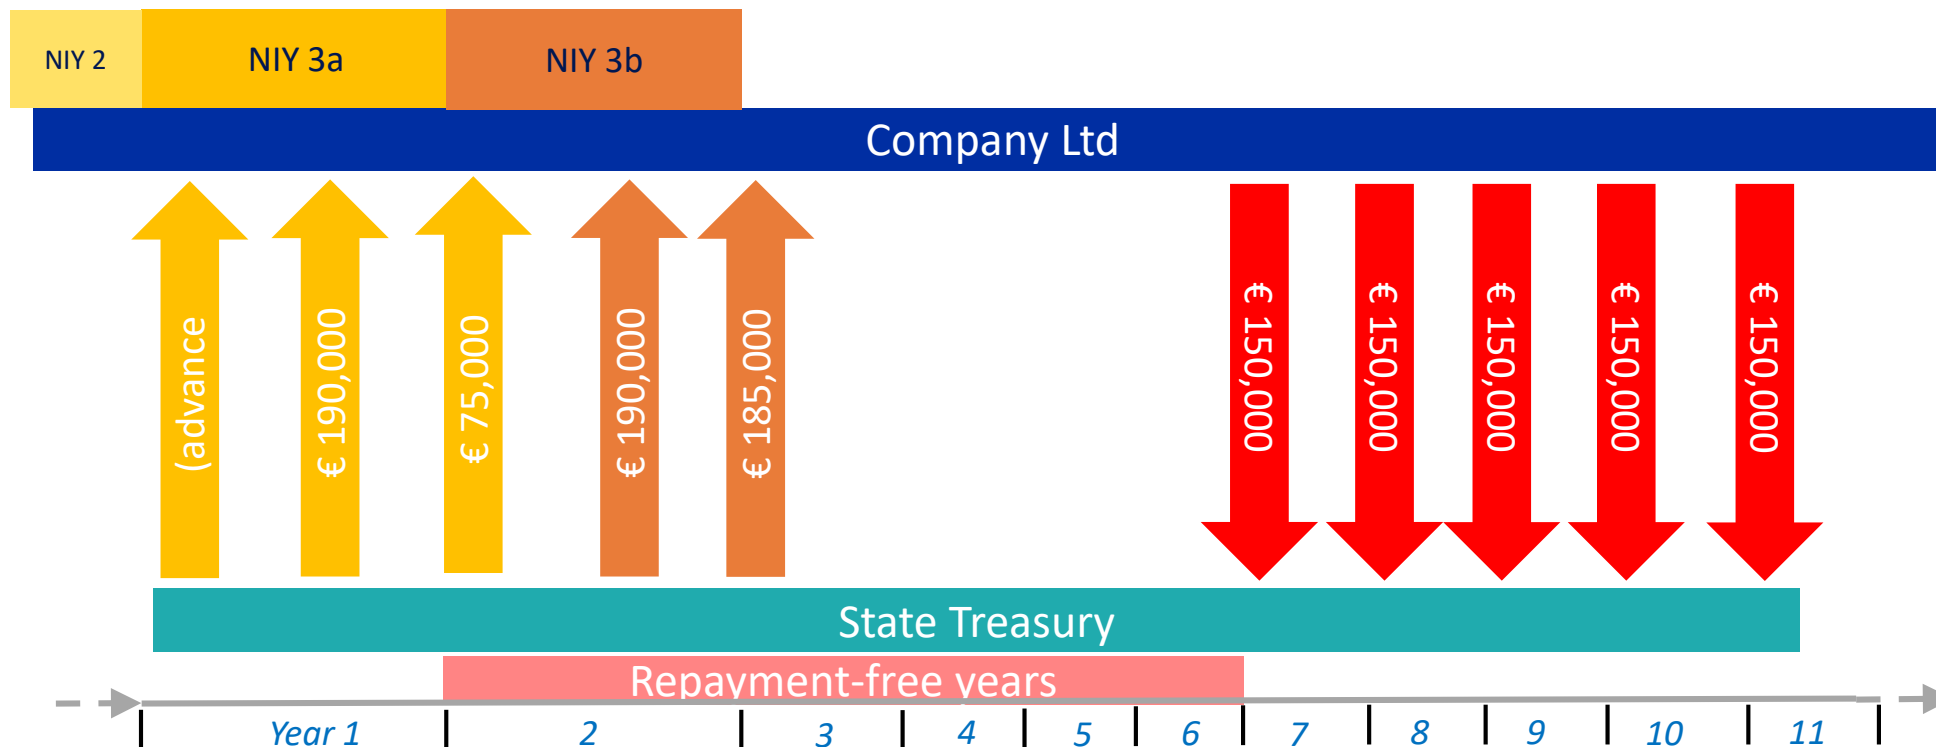 NIY 2
NIY 3a
NIY 3b
Company Ltd
(advance
€ 190,000
€ 75,000
€ 190,000
€ 185,000
€ 150,000
€ 150,000
€ 150,000
€ 150,000
€ 150,000
State Treasury
Repayment-free years
Year 1
2
3
4
5
6
7
8
9
10
11